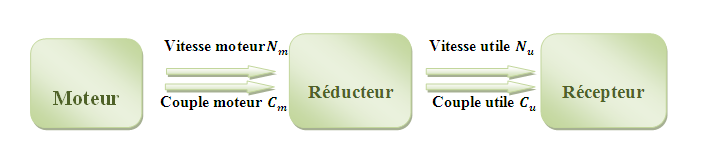 Moteur
Vitesse moteur Nm
Couple moteur Cm
Réducteur
Vitesse utile Nu
Couple utile Cu
Récepteur